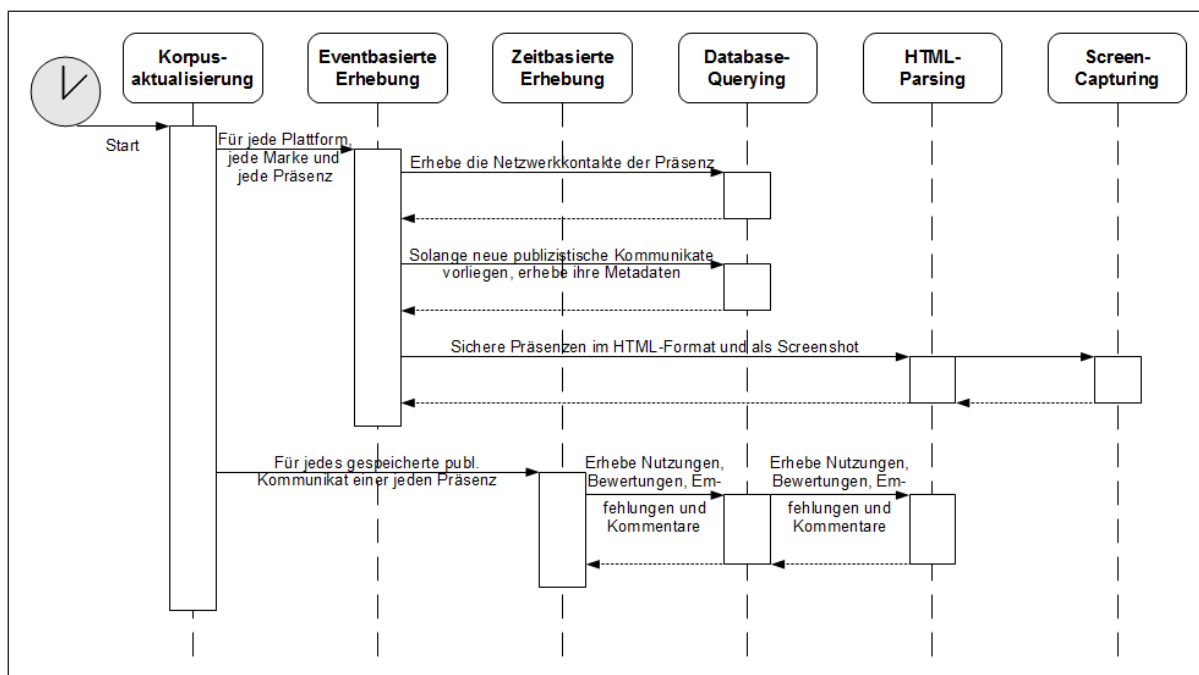 Korpus-
aktualisierung
Eventbasierte
Erhebung
Zeitbasierte
Erhebung
Database-
Querying
HTML-
Parsing
Screen-
Capturing
Start
Für jede Plattform,
jede Marke und
jede Präsenz
Erhebe die Netzwerkkontakte der Präsenz
Solange neue publizistische Kommunikate
vorliegen, erhebe ihre Metadaten
Sichere Präsenzen im HTML-Format und als Screenshot
Für jedes gespeicherte publ.
Kommunikat einer jeden Präsenz
Erhebe Nutzungen,
Bewertungen, Em-
fehlungen und
Kommentare
Erhebe Nutzungen,
Bewertungen, Em-
fehlungen und
Kommentare